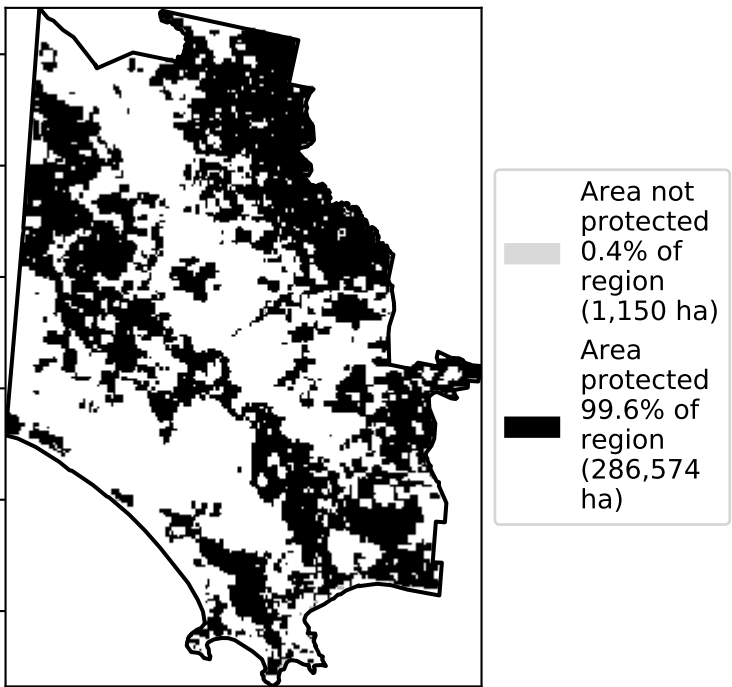 Area not
protected
0.4% of
region
(1,150 ha)
Area
protected
99.6% of
region
(286,574
ha)